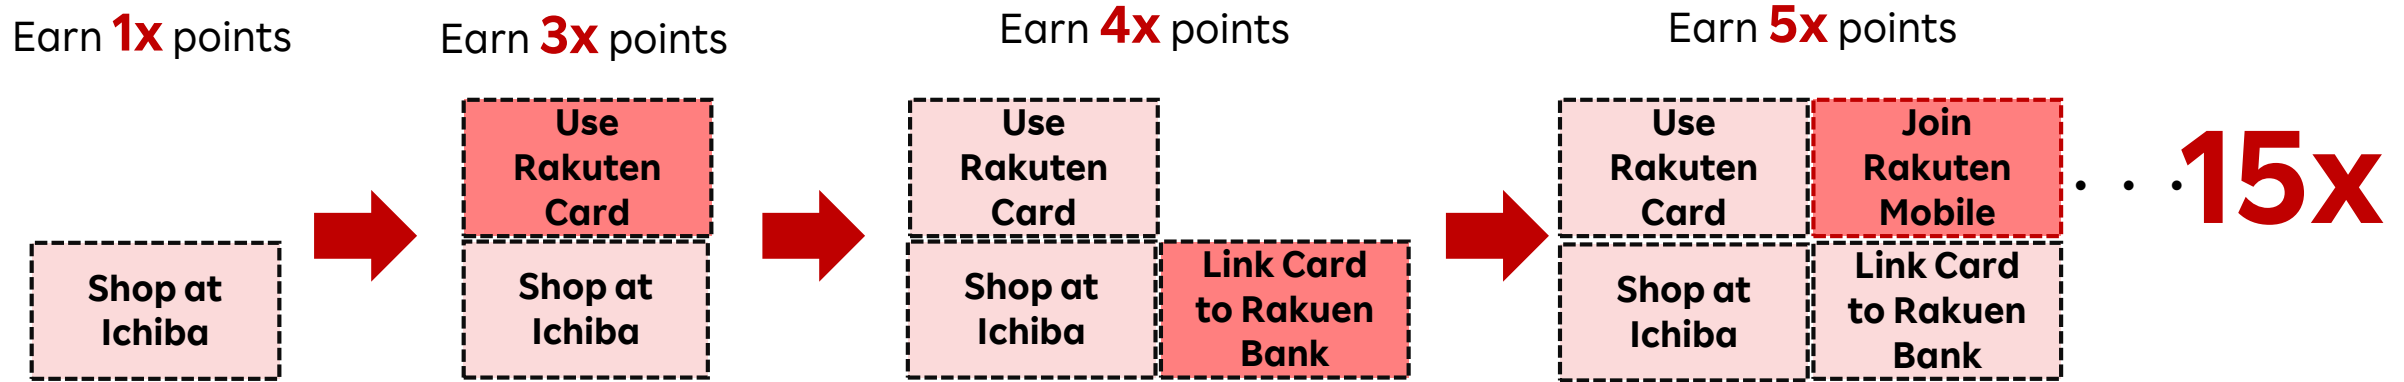 Earn 1x points
Earn 3x points
Earn 4x points
Earn 5x points
Shop at
Ichiba
Use
Rakuten
Card
Shop at
Ichiba
Use
Rakuten
Card
Shop at
Ichiba
Link Card
to Rakuen
Bank
Use
Rakuten
Card
Join
Rakuten
Mobile
Shop at
Ichiba
Link Card
to Rakuen
Bank
. . .15x